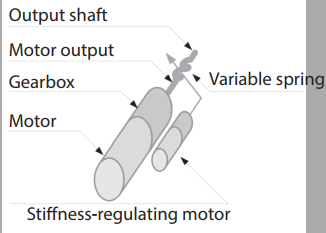 Output shaft
Motor output
Variable spring
Gearbox
Motor
Stiffness-regulating motor